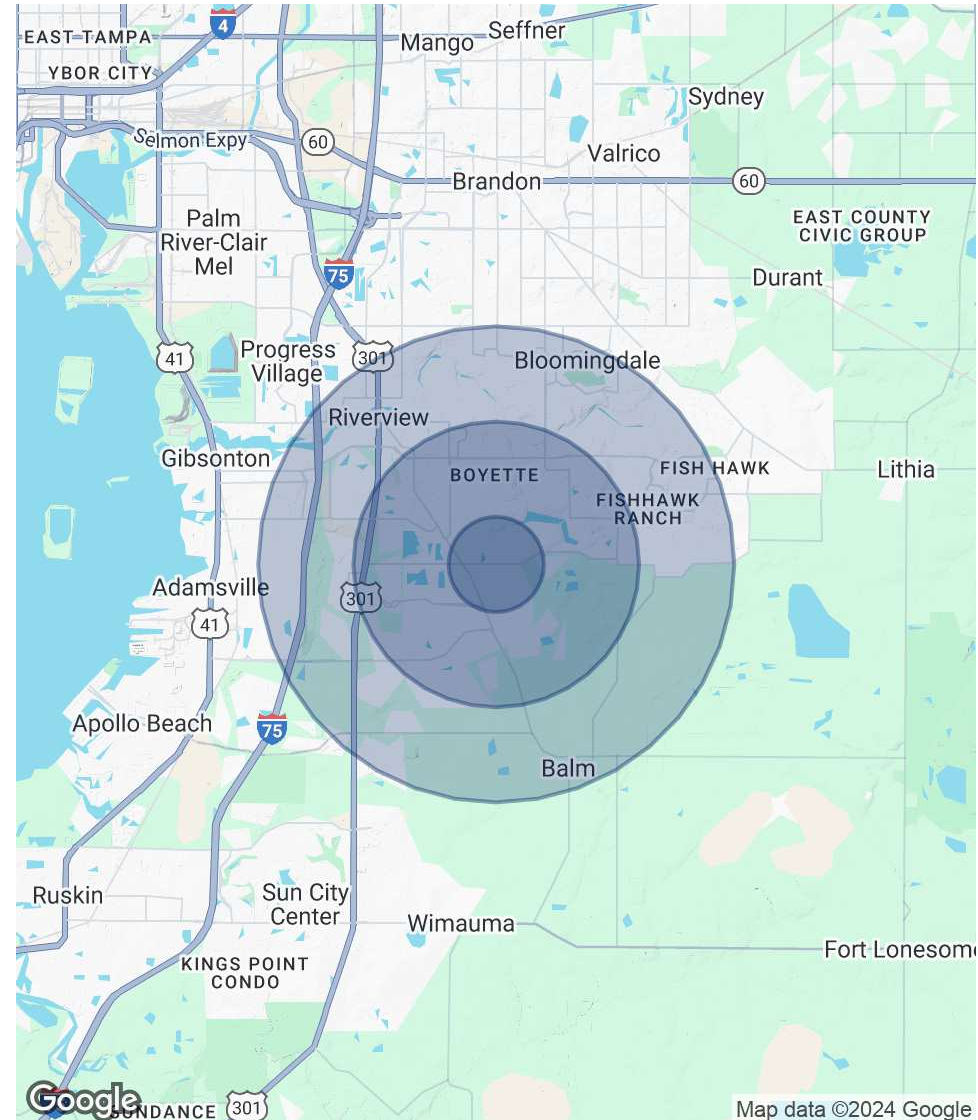 4
Seffner
EAST TAMPA
Mango
YBOR CITY
Sydney
Selmon Expy
60
Valrico
Brandon
60
Palm
River-Clair
Mel
EAST COUNTY
CIVIC GROUP
75
Durant
41
Progress
Village
301
Bloomingdale
Riverview
Gibsonton
BOYETTE
FISH HAWK
Lithia
FISHHAWK
RANCH
Adamsville
301
41
Apollo Beach
75
Balm
Ruskin
Sun City
Center
Wimauma
Fort Lonesome
KINGS POINT
CONDO
Google
SUNDANCE
301
Map data ©2024 Google